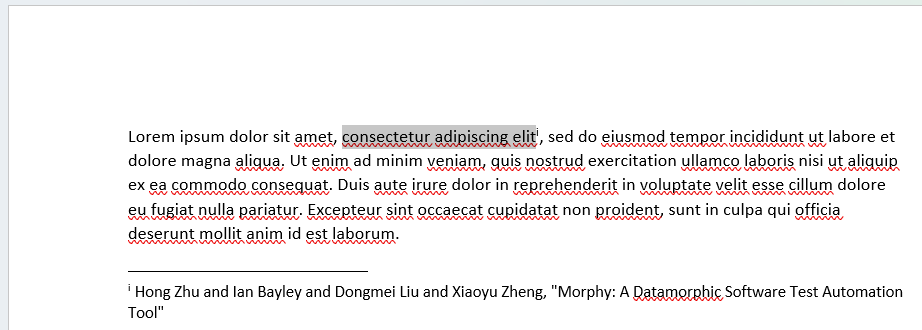 Lorem ipsum dolor sit amet, consectetur adipiscing elitⁱ, sed do eiusmod tempor incididunt ut labore et
dolore magna aliqua. Ut enim ad minim veniam, quis nostrud exercitation ullamco laboris nisi ut aliquip
ex ea commodo consequat. Duis aute irure dolor in reprehenderit in voluptate velit esse cillum dolore
eu fugiat nulla pariatur. Excepteur sint occaecat cupidatat non proident, sunt in culpa qui officia
deserunt mollit anim id est laborum.
ⁱ Hong Zhu and Ian Bayley and Dongmei Liu and Xiaoyu Zheng, "Morphy: A Datamorphic Software Test Automation
Tool"